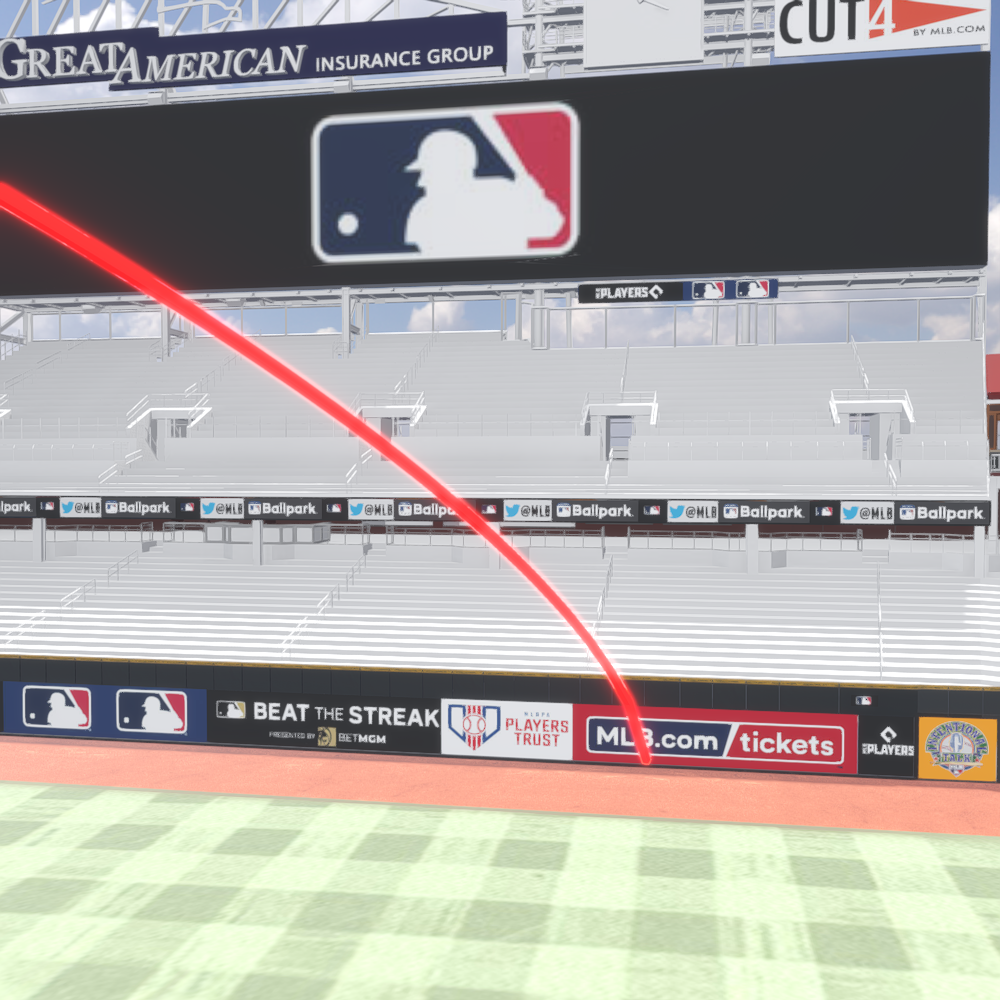 GREAT AMERICAN INSURANCE GROUP
CUT4
BY MLB.COM
PLAYERS
@MLB
Ballpark
@MLB
Ballpark
@MLB
Ballpark
@MLB
Ballpark
@MLB
Ballpark
@MLB
Ballpark
BEAT THE STREAK
PRESENTED BY BETMGM
PLAYERS
TRUST
MLB.com/tickets
PLAYERS